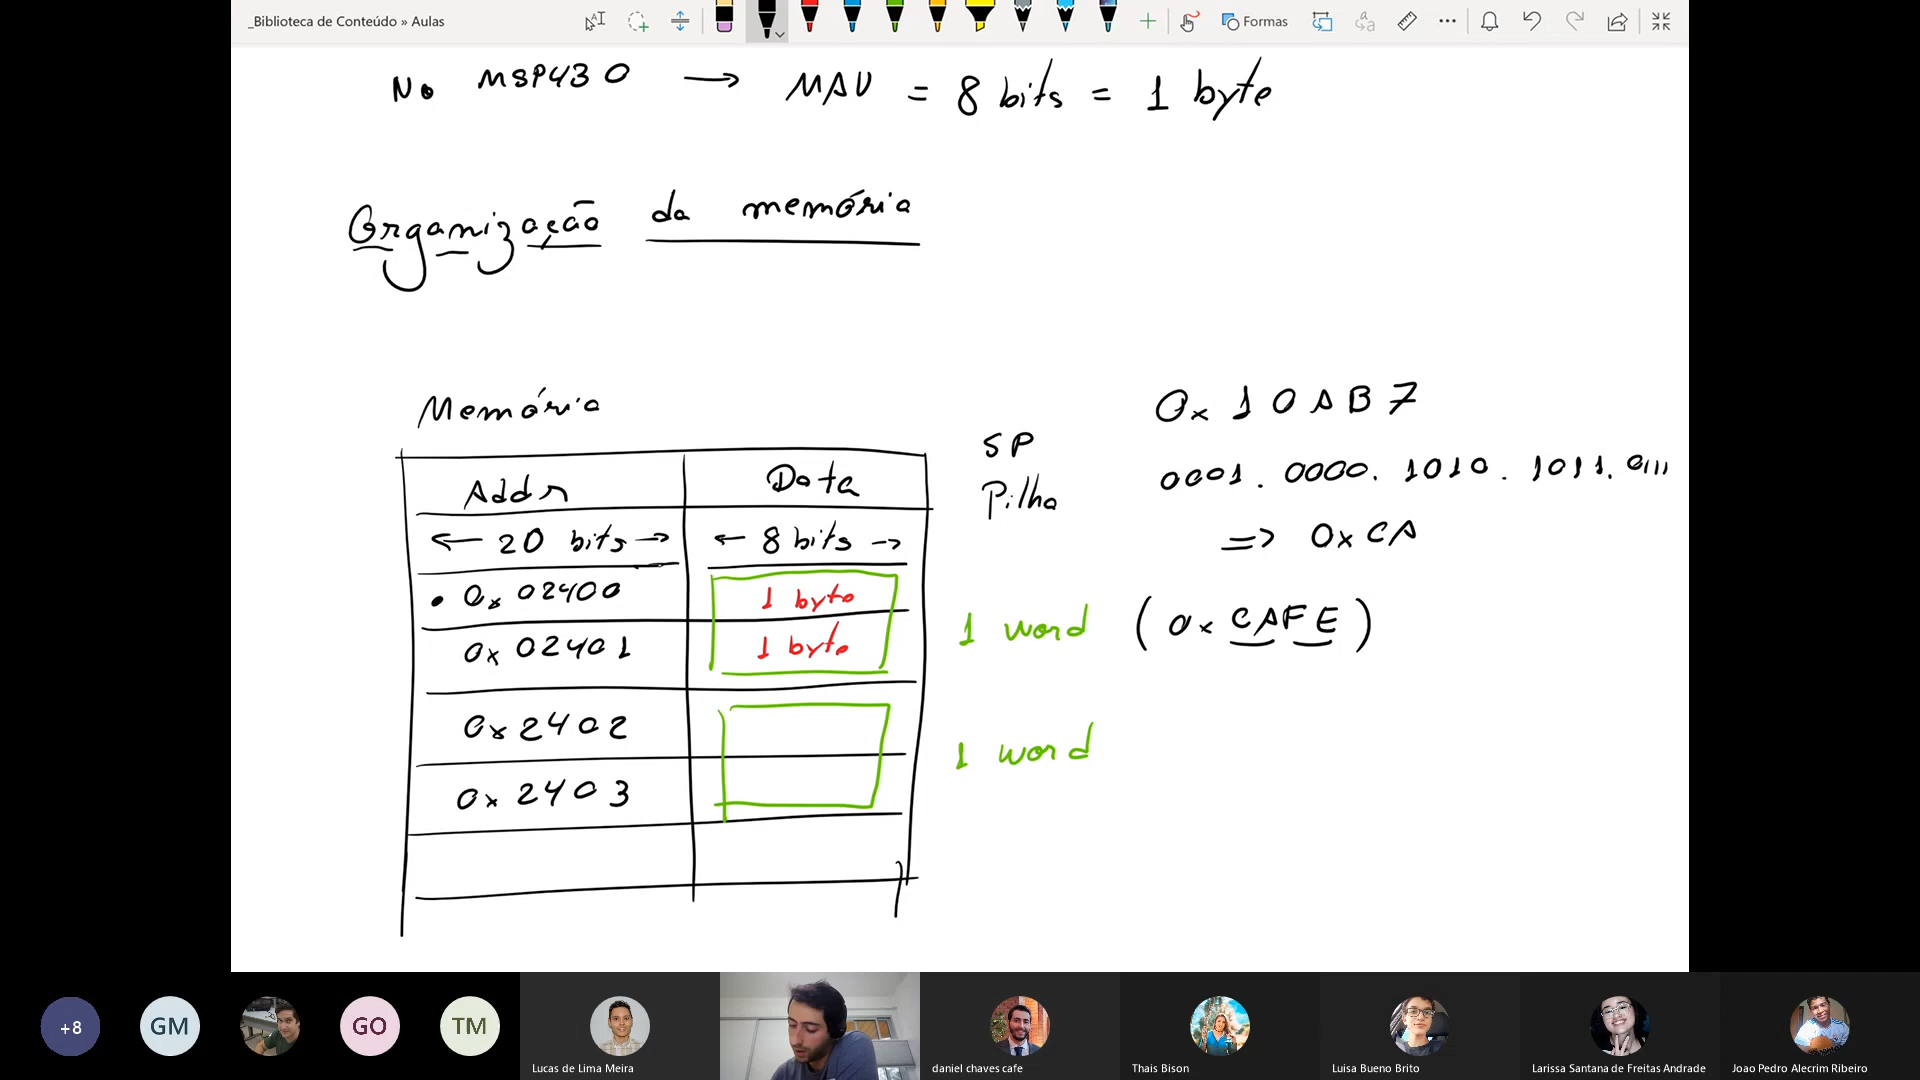 _Biblioteca de Conteúdo » Aulas
Formas
No MSP430 → MAU = 8 bits = 1 byte
Organização da memória
Memória
Addr Data
← 20 bits → ← 8 bits →
• 0x 02400 1 byte
0x 02401 1 byte
0x 2402
0x 2403
SP
Pilha
1 word (0x CAFE)
1 word
0x 10AB7
0001. 0000. 1010. 1011. 0111
=> 0x CA
+8
GM
GO
TM
Lucas de Lima Meira
daniel chaves cafe
Thais Bison
Luisa Bueno Brito
Larissa Santana de Freitas Andrade
Joao Pedro Alecrim Ribeiro